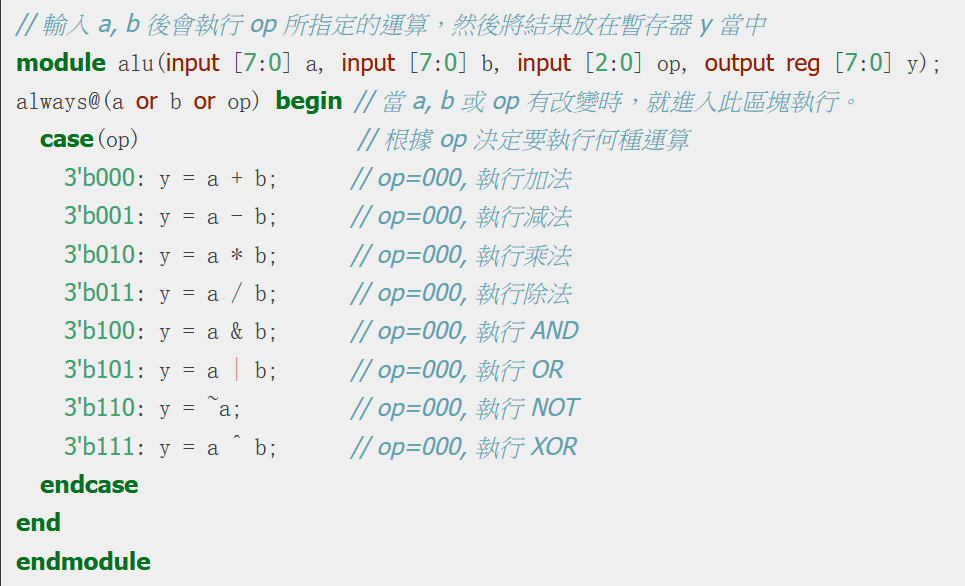 // 輸入 a, b 後會執行 op 所指定的運算，然後將結果放在暫存器 y 當中
module alu(input [7:0] a, input [7:0] b, input [2:0] op, output reg [7:0] y);
always@(a or b or op) begin // 當 a, b 或 op 有改變時，就進入此區塊執行。
  case(op)                  // 根據 op 決定要執行何種運算
    3'b000: y = a + b;      // op=000, 執行加法
    3'b001: y = a - b;      // op=000, 執行減法
    3'b010: y = a * b;      // op=000, 執行乘法
    3'b011: y = a / b;      // op=000, 執行除法
    3'b100: y = a & b;      // op=000, 執行 AND
    3'b101: y = a | b;      // op=000, 執行 OR
    3'b110: y = ~a;         // op=000, 執行 NOT
    3'b111: y = a ^ b;      // op=000, 執行 XOR
  endcase
end
endmodule